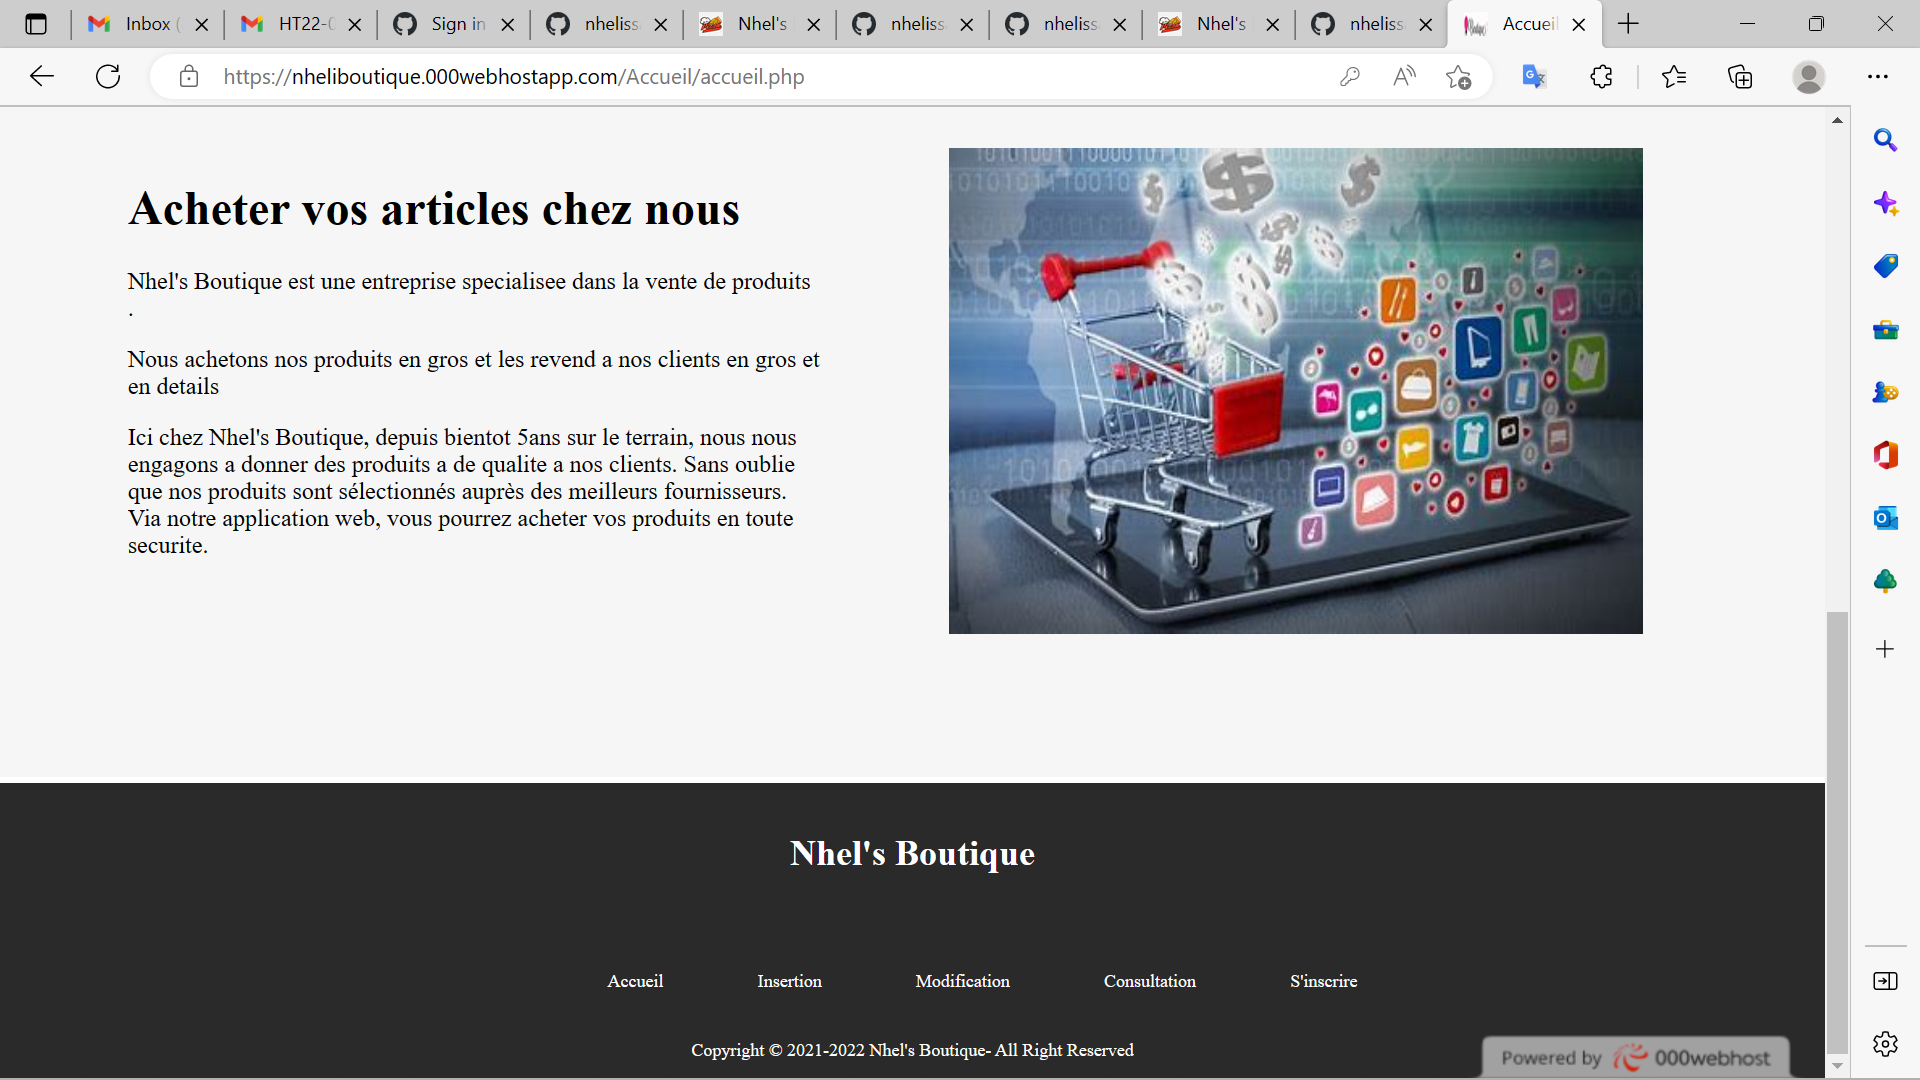 Inbox (
HT22-0
Sign in
nheliss
Nhel's
nheliss
nheliss
Nhel's
nheliss
Accueil
https://nheliboutique.000webhostapp.com/Accueil/accueil.php
Acheter vos articles chez nous
Nhel's Boutique est une entreprise specialisee dans la vente de produits
.
Nous achetons nos produits en gros et les revend a nos clients en gros et
en details
Ici chez Nhel's Boutique, depuis bientot 5ans sur le terrain, nous nous
engagons a donner des produits a de qualite a nos clients. Sans oublie
que nos produits sont sélectionnés auprès des meilleurs fournisseurs.
Via notre application web, vous pourrez acheter vos produits en toute
securite.
Nhel's Boutique
Accueil Insertion Modification Consultation S'inscrire
Copyright © 2021-2022 Nhel's Boutique- All Right Reserved
Powered by 000webhost